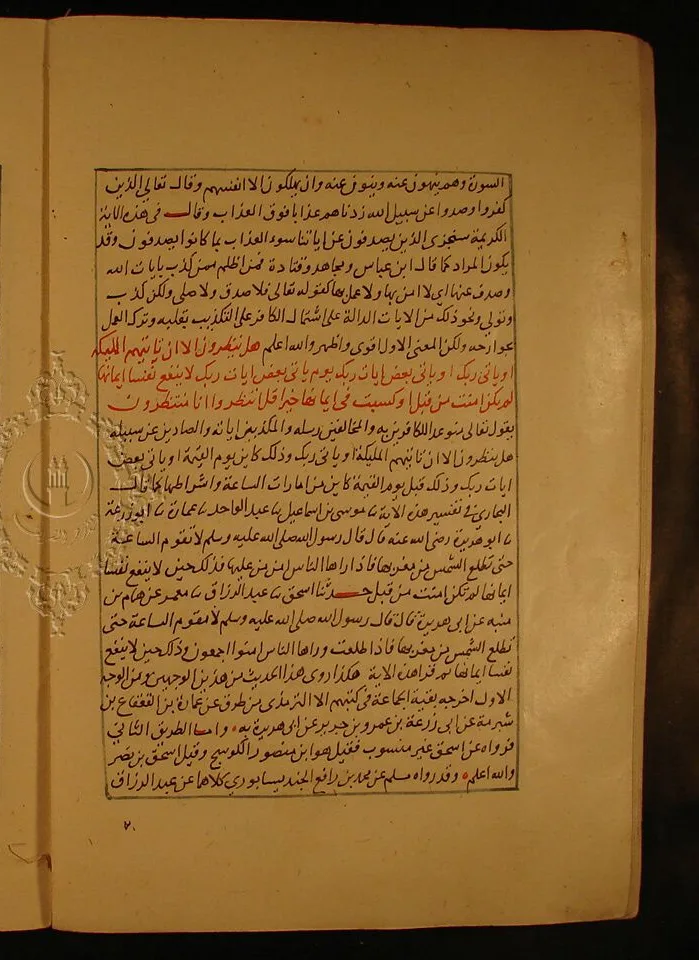 السورة وهم ينهون عنه وينون عنه وان يهلكون الا انفسهم وقال تعالى الذين
كفروا وصدوا عن سبيل الله زدناهم عذابا فوق العذاب وقال في هذه الاية
الكريمة سنجزى الذين يصدفون عن اياتنا سوء العذاب بما كانوا يصدفون وقد
يكون المراد كما قال ابن عباس ومجاهد وقتادة فمن اظلم ممن كذب بايات الله
وصدف عنها اي لا امن بها ولا عمل بها كقوله تعالى فلا صدق ولا صلى ولكن كذب
وتولى ونحو ذلك من الايات الدالة على اشتمال الكافر على التكذيب بقلبه وترك العمل
بجوارحه ولكن المعنى الاول اقوى واظهر والله اعلم هل ينظرون الا ان تاتيهم المليكة
او ياتي ربك او ياتي بعض ايات ربك يوم ياتي بعض ايات ربك لا ينفع نفسا ايمانها
لم تكن امنت من قبل او كسبت في ايمانها خيرا قل انتظروا انا منتظرون
يقول تعالى متوعدا للكافرين به والمخالفين رسله والمكذبين اياته والصادين عن سبيله
هل ينظرون الا ان تاتيهم المليكة او ياتي ربك وذلك كاين يوم القيمة او ياتي بعض
ايات ربك وذلك قبل يوم القيمة كاين من امارات الساعة واشراطها كما قال
البخاري في تفسير هذه الاية ثنا موسى بن اسماعيل ثنا عبد الواحد ثنا عمارة ثنا ابو زرعة
ثنا ابو هريرة رضي الله عنه قال قال رسول الله صلى الله عليه وسلم لا تقوم الساعة
حتى تطلع الشمس من مغربها فاذا راها الناس امن من عليها فذلك حين لا ينفع نفسا
ايمانها لم تكن امنت من قبل حدثنا اسحق ثنا عبد الرزاق ثنا معمر عن همام بن
منبه عن ابي هريرة قال قال رسول الله صلى الله عليه وسلم لا تقوم الساعة حتى
تطلع الشمس من مغربها فاذا طلعت وراها الناس امنوا اجمعون وذلك حين لا ينفع
نفسا ايمانها ثم قرا هذه الاية هكذا روى هذا الحديث من هذين الوجهين ومن الوجه
الاول اخرجه بقية الجماعة في كتبهم الا الترمذي من طرق عن عمارة بن القعقاع بن
شبرمة عن ابي زرعة بن عمرو بن جرير عن ابي هريرة به واما الطريق الثاني
فرواه عن اسحق غير منسوب فقيل هو ابن منصور الكوسج وقيل اسحق بن نصر
والله اعلم وقد رواه مسلم عن محمد بن رافع الجنديسابوري كلاهما عن عبد الرزاق